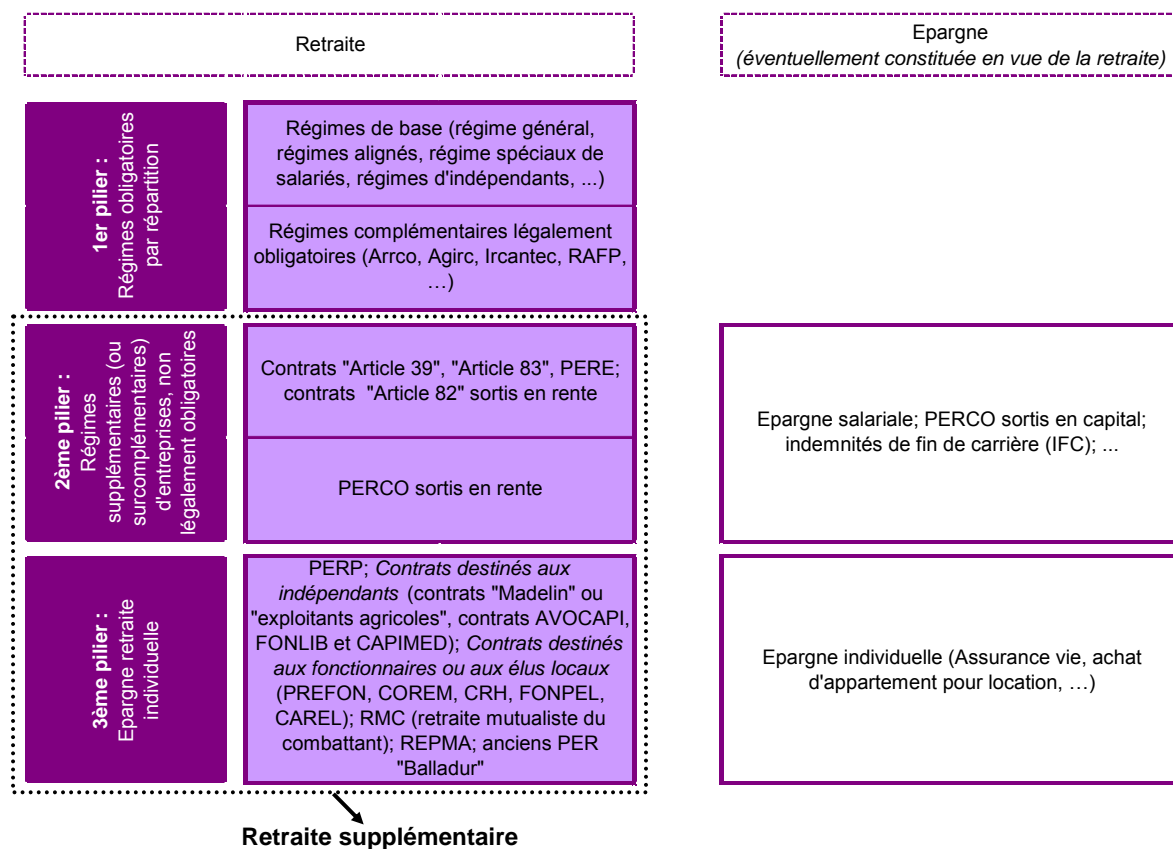 Retraite
Epargne
(éventuellement constituée en vue de la retraite)
1er pilier :
Régimes obligatoires
par répartition
Régimes de base (régime général,
régimes alignés, régime spéciaux de
salariés, régimes d'indépendants, ...)
Régimes complémentaires légalement
obligatoires (Arrco, Agirc, Ircantec, RAFP,
…)
2ème pilier :
Régimes
supplémentaires (ou
surcomplémentaires)
d'entreprises, non
légalement obligatoires
Contrats "Article 39", "Article 83", PERE;
contrats "Article 82" sortis en rente
PERCO sortis en rente
Epargne salariale; PERCO sortis en capital;
indemnités de fin de carrière (IFC); ...
3ème pilier :
Epargne retraite
individuelle
PERP; Contrats destinés aux
indépendants (contrats "Madelin" ou
"exploitants agricoles", contrats AVOCAPI,
FONLIB et CAPIMED); Contrats destinés
aux fonctionnaires ou aux élus locaux
(PREFON, COREM, CRH, FONPEL,
CAREL); RMC (retraite mutualiste du
combattant); REPMA; anciens PER
"Balladur"
Epargne individuelle (Assurance vie, achat
d'appartement pour location, …)
Retraite supplémentaire